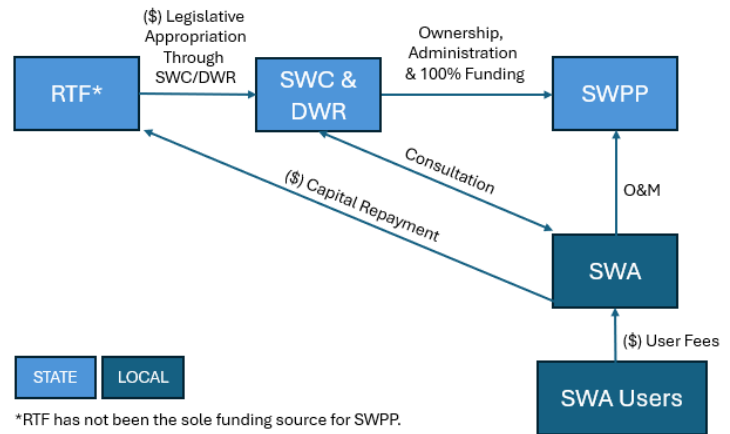 ($) Legislative
Appropriation
Through
SWC/DWR
Ownership,
Administration
& 100% Funding
RTF*
SWC &
DWR
SWPP
Consultation
($) Capital Repayment
O&M
SWA
($) User Fees
STATE
LOCAL
SWA Users
*RTF has not been the sole funding source for SWPP.